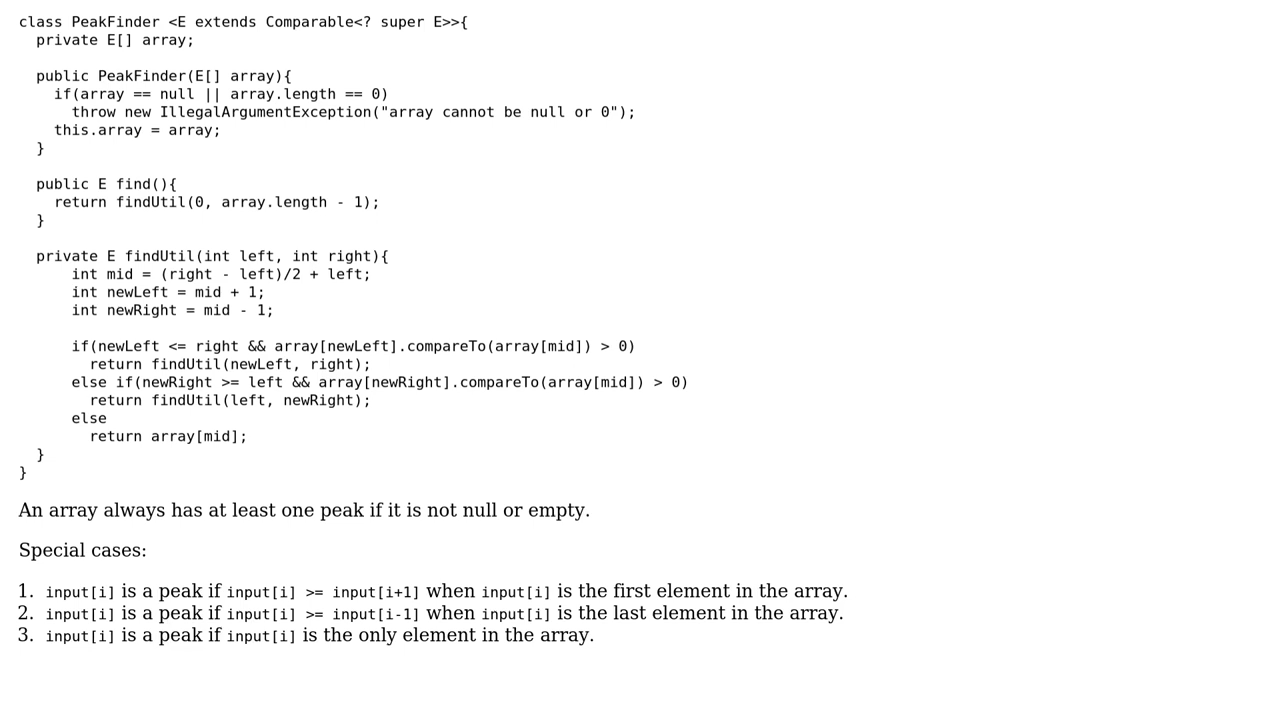 class PeakFinder <E extends Comparable<? super E>>{
  private E[] array;

  public PeakFinder(E[] array){
    if(array == null || array.length == 0)
      throw new IllegalArgumentException("array cannot be null or 0");
    this.array = array;
  }

  public E find(){
    return findUtil(0, array.length - 1);
  }

  private E findUtil(int left, int right){
      int mid = (right - left)/2 + left;
      int newLeft = mid + 1;
      int newRight = mid - 1;

      if(newLeft <= right && array[newLeft].compareTo(array[mid]) > 0)
        return findUtil(newLeft, right);
      else if(newRight >= left && array[newRight].compareTo(array[mid]) > 0)
        return findUtil(left, newRight);
      else
        return array[mid];
  }
}
An array always has at least one peak if it is not null or empty.
Special cases:
1. input[i] is a peak if input[i] >= input[i+1] when input[i] is the first element in the array.
2. input[i] is a peak if input[i] >= input[i-1] when input[i] is the last element in the array.
3. input[i] is a peak if input[i] is the only element in the array.